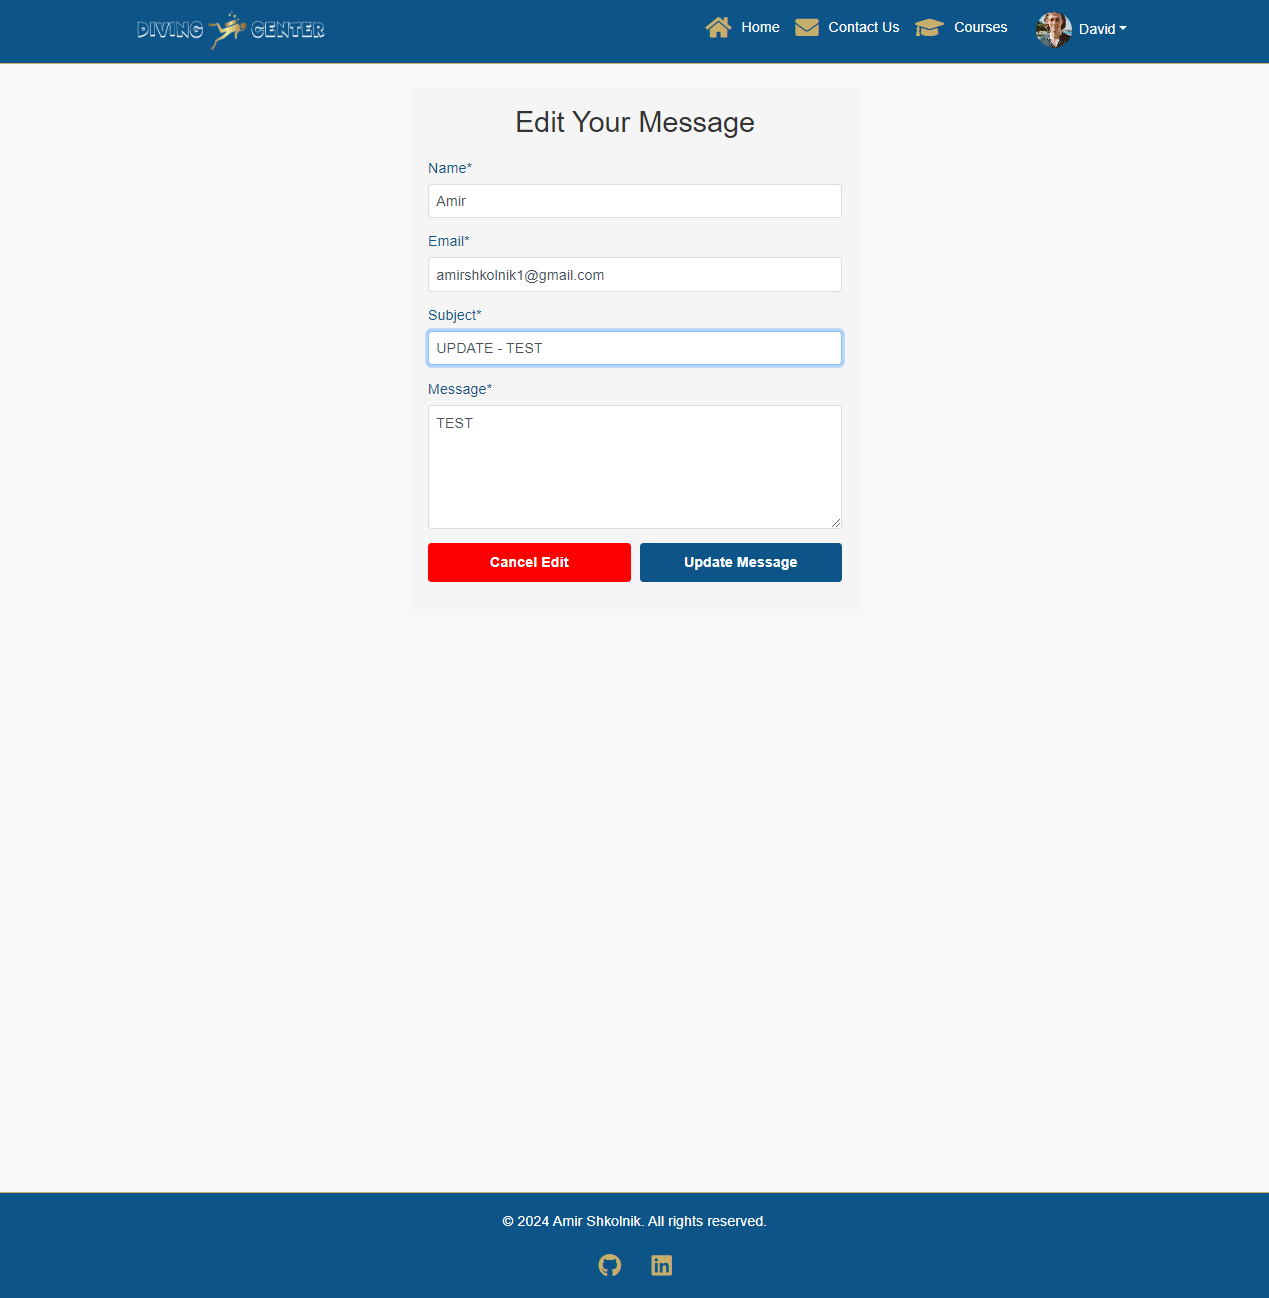 DIVING CENTER
Home
Contact Us
Courses
David
Edit Your Message
Name*
Amir
Email*
amirshkolnik1@gmail.com
Subject*
UPDATE - TEST
Message*
TEST
Cancel Edit
Update Message
© 2024 Amir Shkolnik. All rights reserved.
in